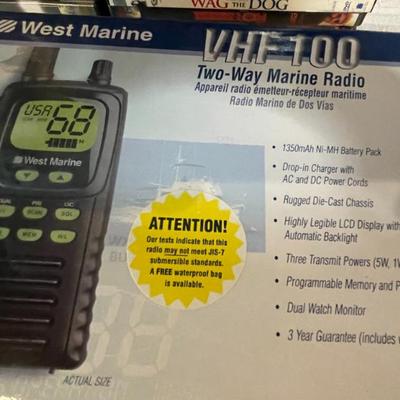 WAG THE DOG
West Marine
VHF 100
Two-Way Marine Radio
Appareil radio émetteur-récepteur maritime
Radio Marino de Dos Vías
USA
68
West Marine
SCAN
SQL
MEM
W/L
ATTENTION!
Our tests indicate that this
radio may not meet JIS-7
submersible standards.
A FREE waterproof bag
is available.
• 1350mAh Ni-MH Battery Pack
• Drop-in Charger with
AC and DC Power Cords
• Rugged Die-Cast Chassis
• Highly Legible LCD Display with
Automatic Backlight
• Three Transmit Powers (5W, 1W
• Programmable Memory and
• Dual Watch Monitor
• 3 Year Guarantee (includes
ACTUAL SIZE